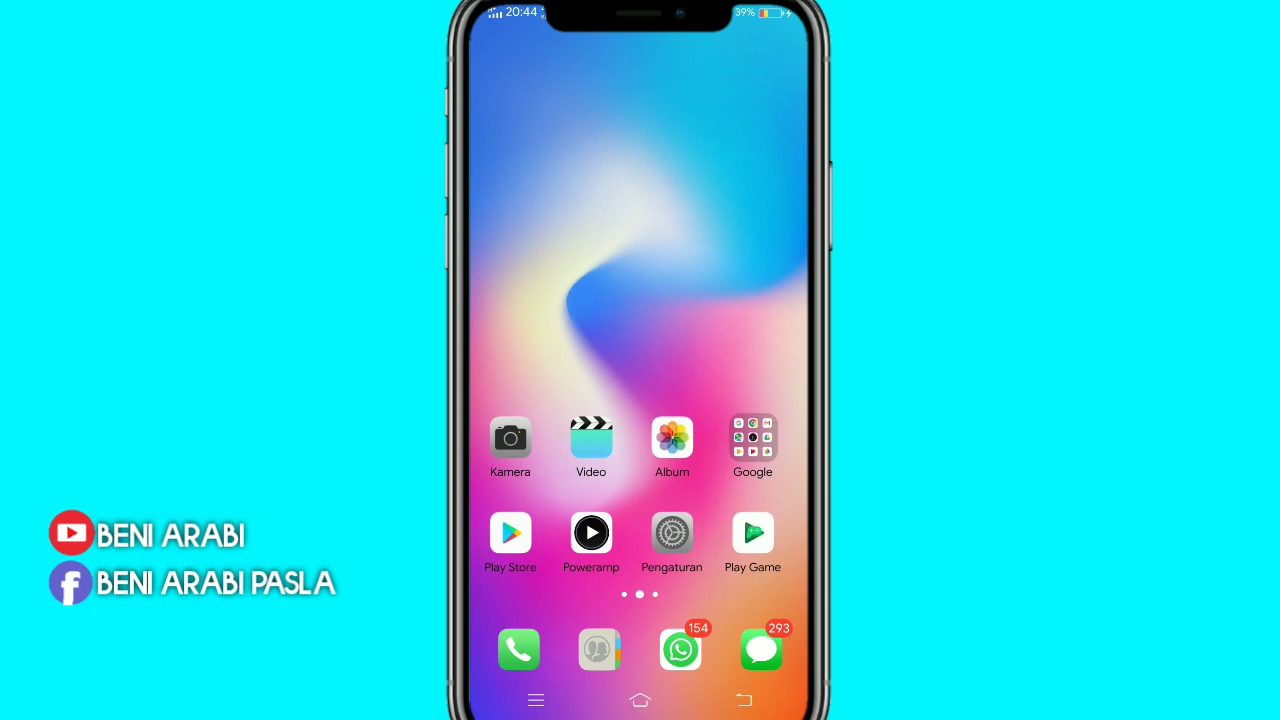 20:44
39%
Kamera Video Album Google
Play Store Poweramp Pengaturan Play Game
154 293
BENI ARABI
BENI ARABI PASLA